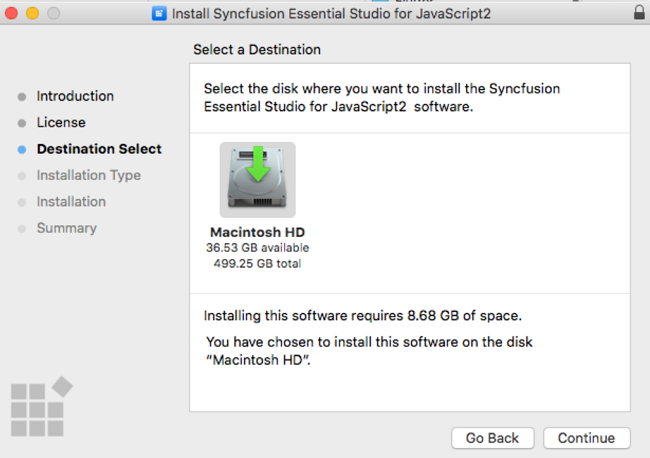 Install Syncfusion Essential Studio for JavaScript2
Select a Destination
Introduction
License
Destination Select
Installation Type
Installation
Summary
Select the disk where you want to install the Syncfusion
Essential Studio for JavaScript2 software.
Macintosh HD
36.53 GB available
499.25 GB total
Installing this software requires 8.68 GB of space.
You have chosen to install this software on the disk
“Macintosh HD”.
Go Back
Continue